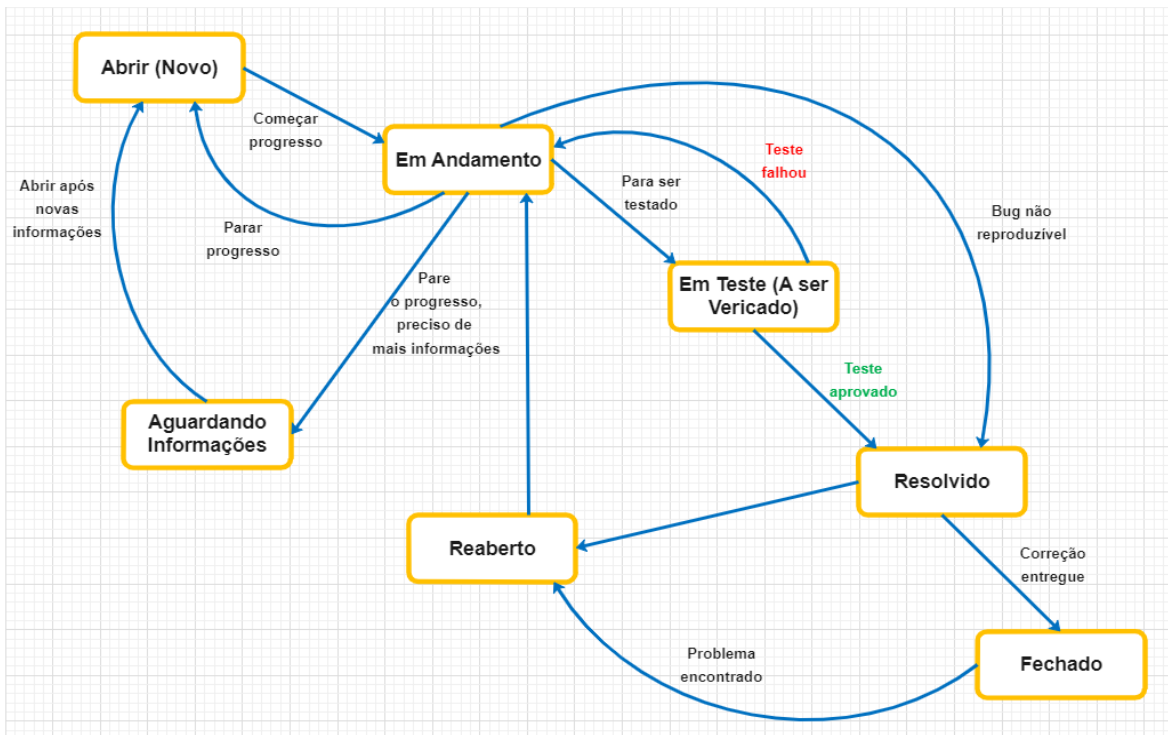 Abrir (Novo)
Começar
progresso
Em Andamento
Teste
falhou
Abrir após
novas
informações
Parar
progresso
Para ser
testado
Bug não
reproduzível
Pare
o progresso,
preciso de
mais informações
Em Teste (A ser
Vericado)
Teste
aprovado
Aguardando
Informações
Resolvido
Reaberto
Correção
entregue
Problema
encontrado
Fechado